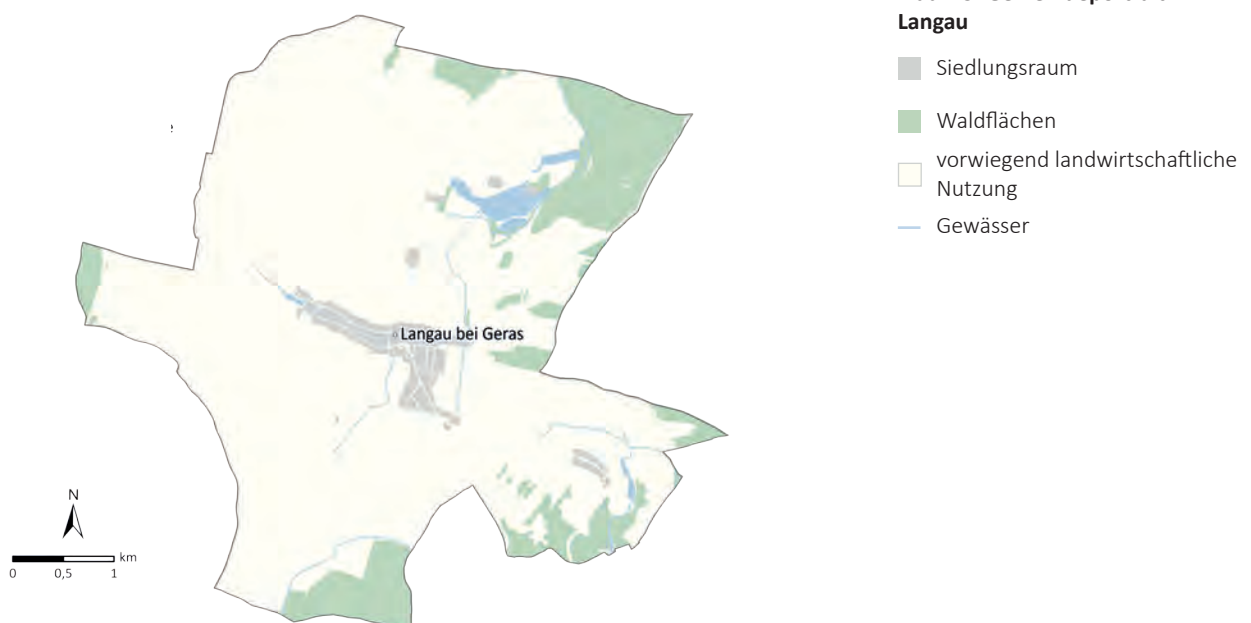 Langau
Siedlungsraum
Waldflächen
vorwiegend landwirtschaftliche
Nutzung
Gewässer
Langau bei Geras
N
km
0 0,5 1